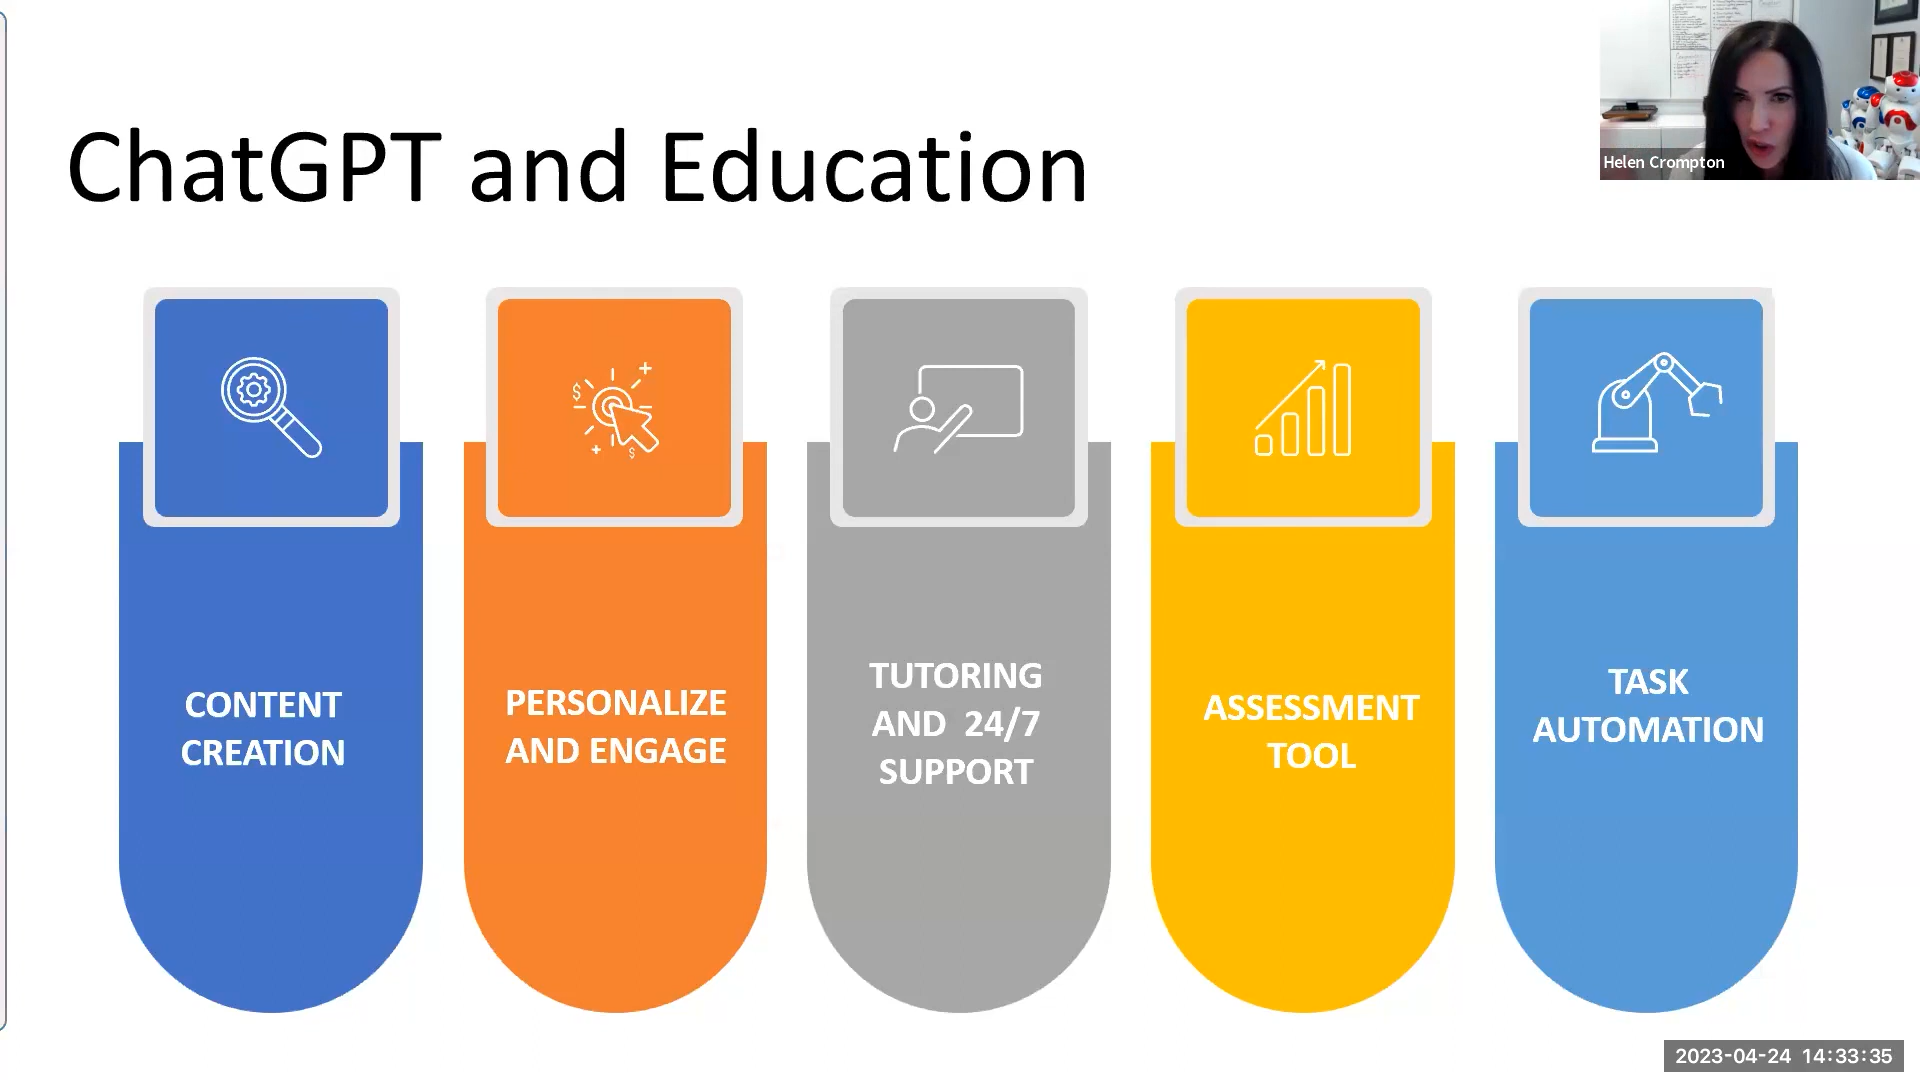 ChatGPT and Education
Helen Crompton
CONTENT
CREATION
PERSONALIZE
AND ENGAGE
TUTORING
AND 24/7
SUPPORT
ASSESSMENT
TOOL
TASK
AUTOMATION
2023-04-24 14:33:35